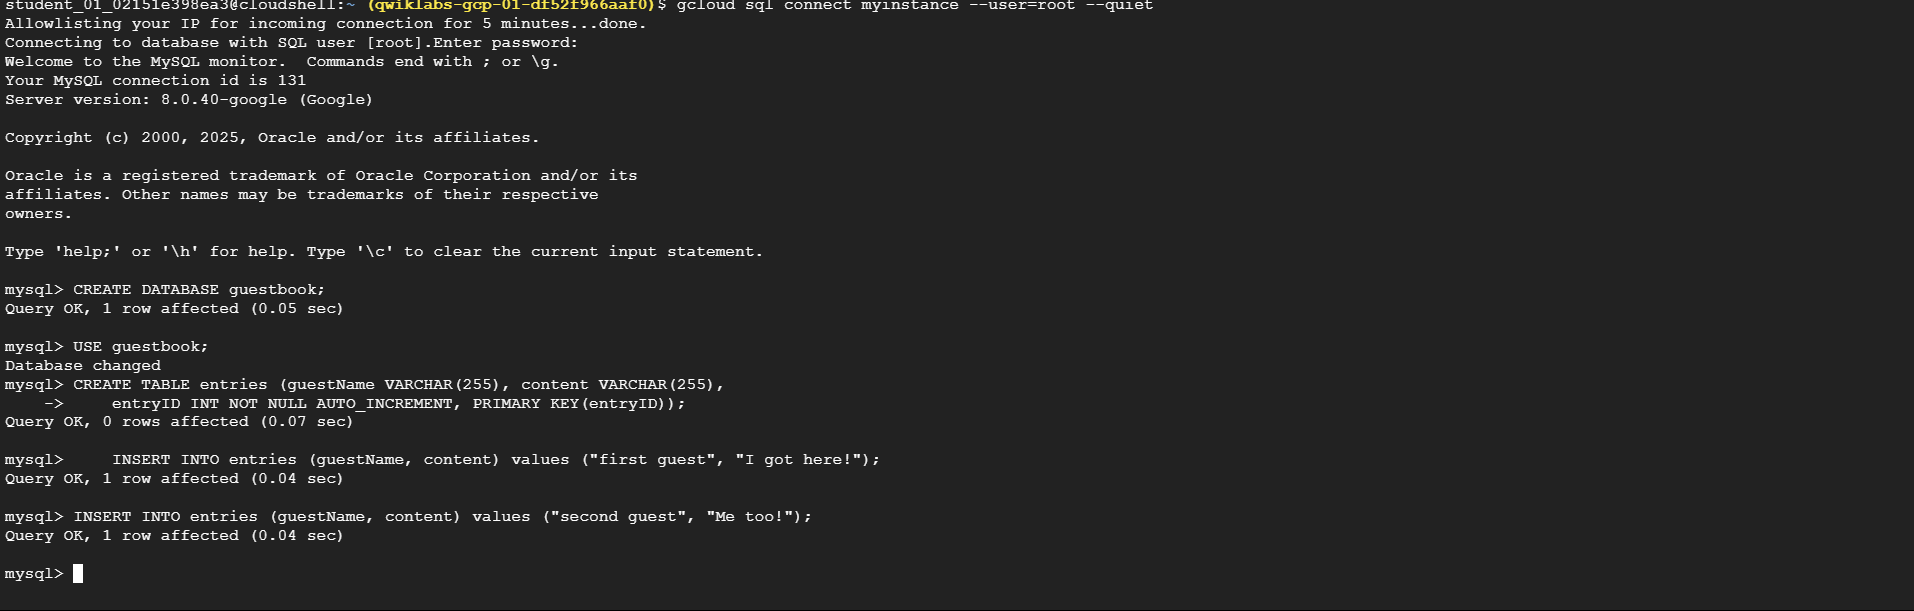 student_01_02151e398ea3@cloudshell:~ (qwiklabs-gcp-01-df52f966aaf0)$ gcloud sql connect myinstance --user=root --quiet
Allowlisting your IP for incoming connection for 5 minutes...done.
Connecting to database with SQL user [root].Enter password:
Welcome to the MySQL monitor.  Commands end with ; or \g.
Your MySQL connection id is 131
Server version: 8.0.40-google (Google)
Copyright (c) 2000, 2025, Oracle and/or its affiliates.
Oracle is a registered trademark of Oracle Corporation and/or its
affiliates. Other names may be trademarks of their respective
owners.
Type 'help;' or '\h' for help. Type '\c' to clear the current input statement.
mysql> CREATE DATABASE guestbook;
Query OK, 1 row affected (0.05 sec)
mysql> USE guestbook;
Database changed
mysql> CREATE TABLE entries (guestName VARCHAR(255), content VARCHAR(255),
    ->     entryID INT NOT NULL AUTO_INCREMENT, PRIMARY KEY(entryID));
Query OK, 0 rows affected (0.07 sec)
mysql>     INSERT INTO entries (guestName, content) values ("first guest", "I got here!");
Query OK, 1 row affected (0.04 sec)
mysql> INSERT INTO entries (guestName, content) values ("second guest", "Me too!");
Query OK, 1 row affected (0.04 sec)
mysql>